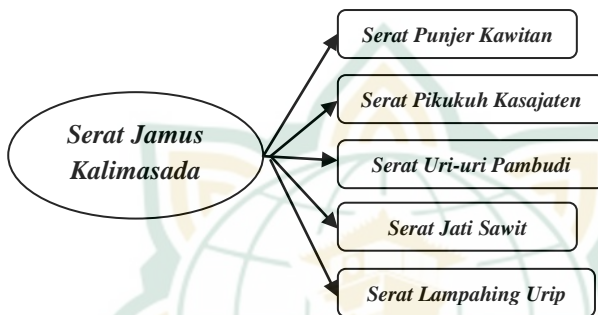 Serat Jamus
Kalimasada
Serat Punjer Kawitan
Serat Pikukuh Kasajaten
Serat Uri-uri Pambudi
Serat Jati Sawit
Serat Lampahing Urip